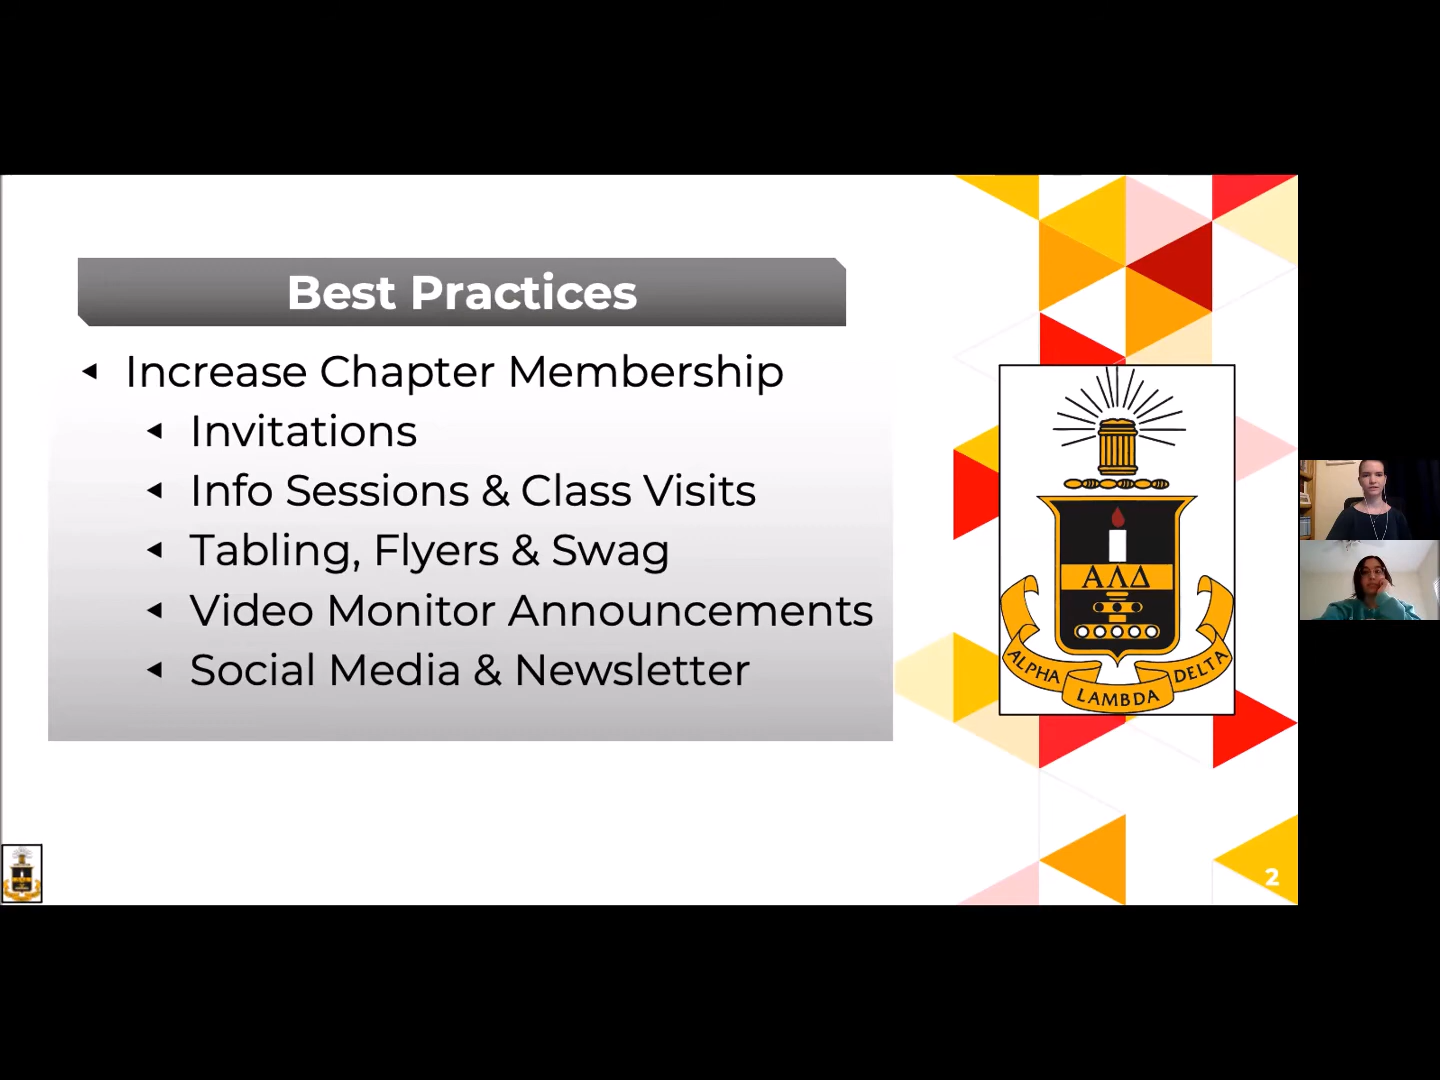 Best Practices
Increase Chapter Membership
Invitations
Info Sessions & Class Visits
Tabling, Flyers & Swag
Video Monitor Announcements
Social Media & Newsletter
ΑΛΔ
ALPHA LAMBDA DELTA
2